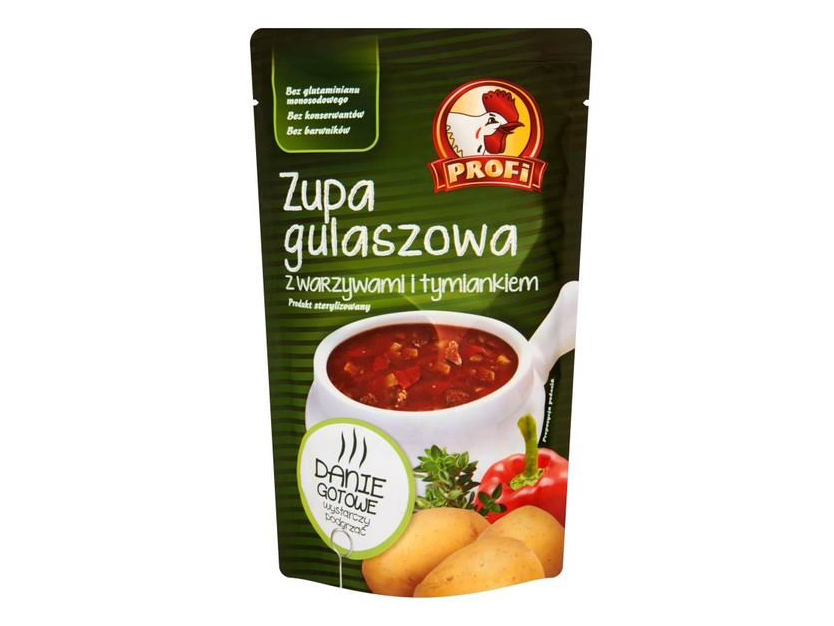 Bez glutaminianu
monosodowego
Bez konserwantów
Bez barwników
PROFi
Zupa
gulaszowa
z warzywami i tymiankiem
Produkt sterylizowany
Propozycja podania
DANIE
GOTOWE
wystarczy
podgrzać